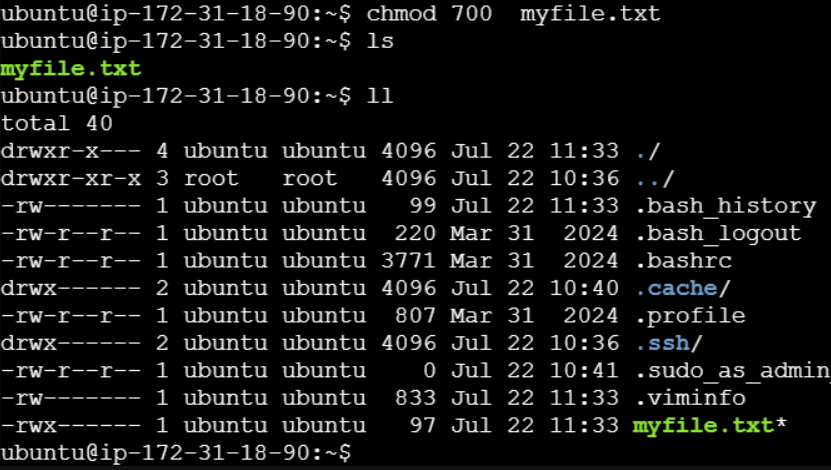 ubuntu@ip-172-31-18-90:~$ chmod 700  myfile.txt
ubuntu@ip-172-31-18-90:~$ ls
myfile.txt
ubuntu@ip-172-31-18-90:~$ ll
total 40
drwxr-x--- 4 ubuntu ubuntu 4096 Jul 22 11:33 ./
drwxr-xr-x 3 root   root   4096 Jul 22 10:36 ../
-rw------- 1 ubuntu ubuntu   99 Jul 22 11:33 .bash_history
-rw-r--r-- 1 ubuntu ubuntu  220 Mar 31  2024 .bash_logout
-rw-r--r-- 1 ubuntu ubuntu 3771 Mar 31  2024 .bashrc
drwx------ 2 ubuntu ubuntu 4096 Jul 22 10:40 .cache/
-rw-r--r-- 1 ubuntu ubuntu  807 Mar 31  2024 .profile
drwx------ 2 ubuntu ubuntu 4096 Jul 22 10:36 .ssh/
-rw-r--r-- 1 ubuntu ubuntu    0 Jul 22 10:41 .sudo_as_admin_
-rw------- 1 ubuntu ubuntu  833 Jul 22 11:33 .viminfo
-rwx------ 1 ubuntu ubuntu   97 Jul 22 11:33 myfile.txt*
ubuntu@ip-172-31-18-90:~$